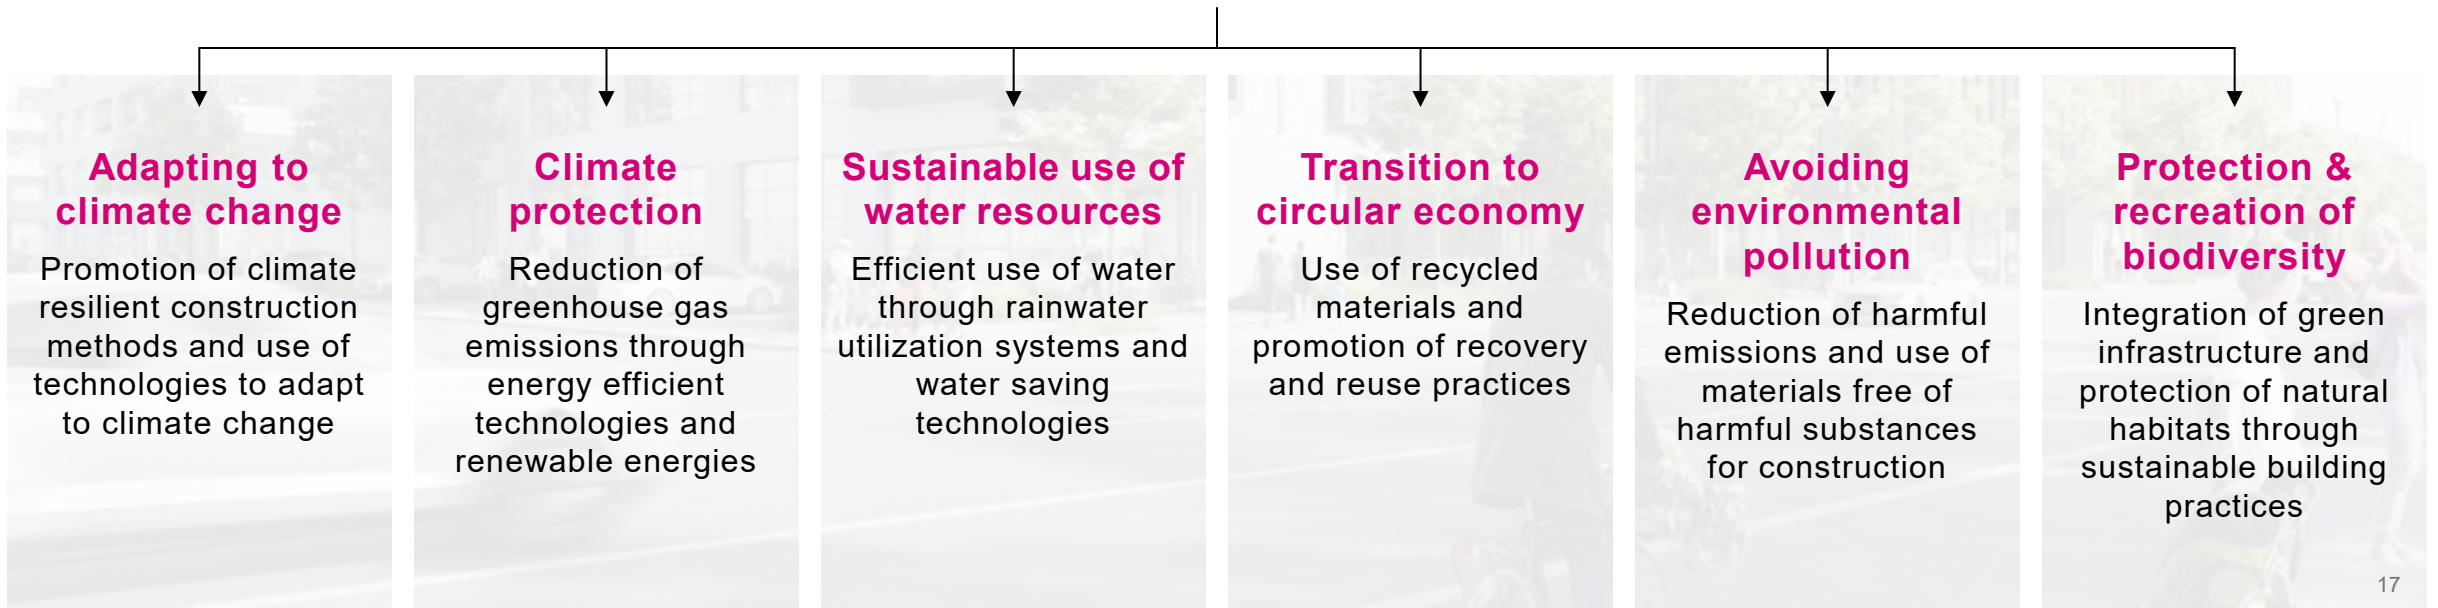 Adapting to
climate change
Promotion of climate
resilient construction
methods and use of
technologies to adapt
to climate change
Climate
protection
Reduction of
greenhouse gas
emissions through
energy efficient
technologies and
renewable energies
Sustainable use of
water resources
Efficient use of water
through rainwater
utilization systems and
water saving
technologies
Transition to
circular economy
Use of recycled
materials and
promotion of recovery
and reuse practices
Avoiding
environmental
pollution
Reduction of harmful
emissions and use of
materials free of
harmful substances
for construction
Protection &
recreation of
biodiversity
Integration of green
infrastructure and
protection of natural
habitats through
sustainable building
practices
17